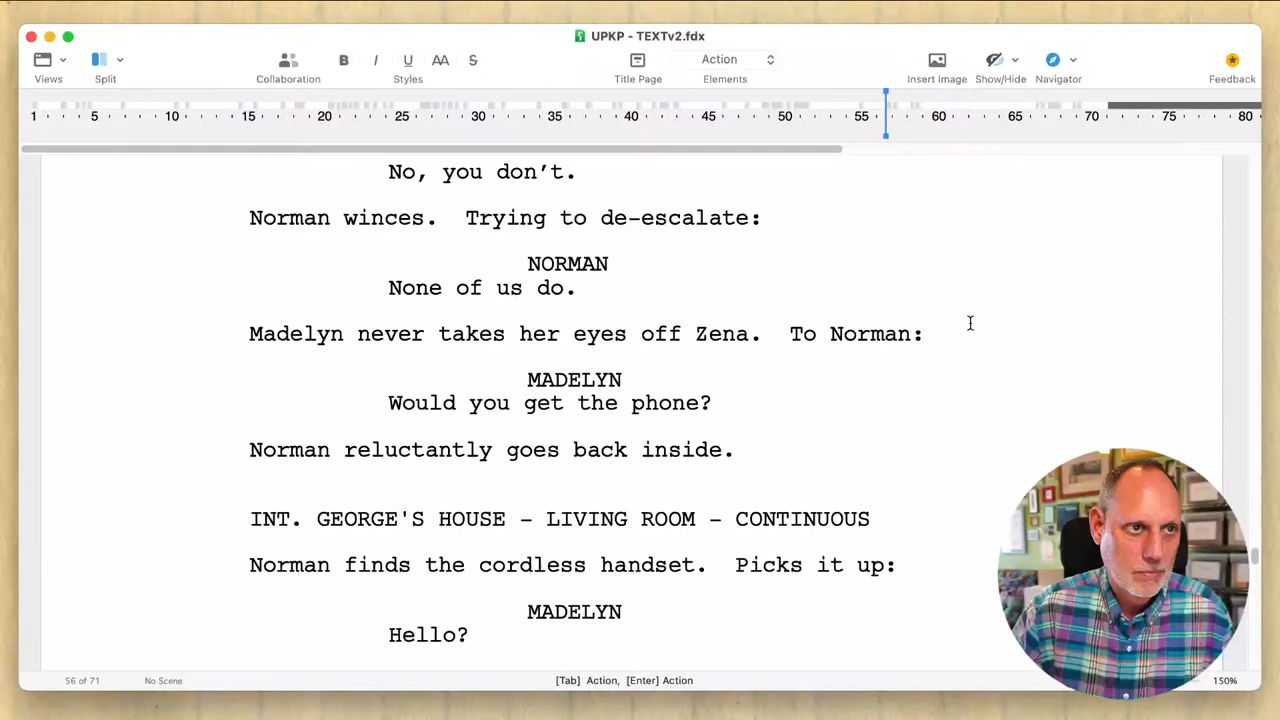 UPKP - TEXTv2.fdx
Views
Split
Collaboration
B I U AA S
Styles
Title Page
Action
Elements
Insert Image
Show/Hide
Navigator
Feedback
1 5 10 15 20 25 30 35 40 45 50 55 60 65 70 75 80
No, you don’t.
Norman winces.  Trying to de-escalate:
NORMAN
None of us do.
Madelyn never takes her eyes off Zena.  To Norman:
MADELYN
Would you get the phone?
Norman reluctantly goes back inside.
INT. GEORGE'S HOUSE - LIVING ROOM - CONTINUOUS
Norman finds the cordless handset.  Picks it up:
MADELYN
Hello?
56 of 71
No Scene
[Tab] Action, [Enter] Action
150%